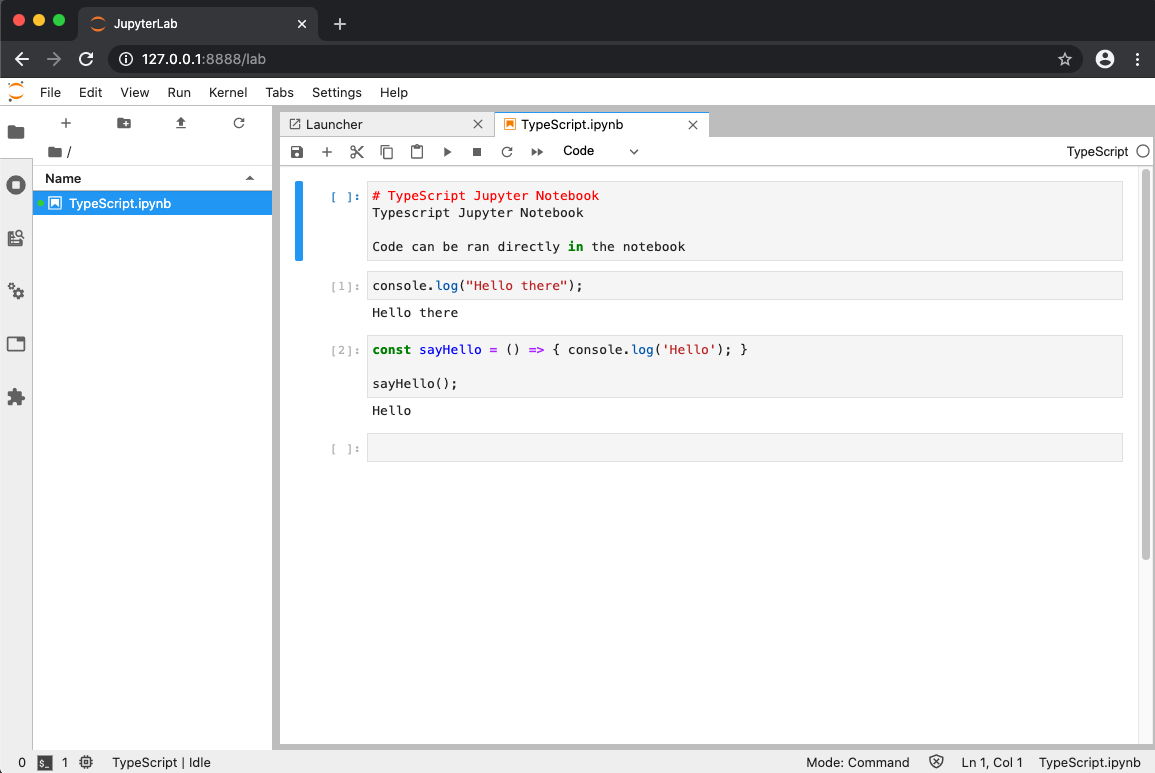 JupyterLab
127.0.0.1:8888/lab
File Edit View Run Kernel Tabs Settings Help
/
Name
TypeScript.ipynb
Launcher
TypeScript.ipynb
Code
TypeScript
[ ]:
# TypeScript Jupyter Notebook
Typescript Jupyter Notebook
Code can be ran directly in the notebook
[1]:
console.log("Hello there");
Hello there
[2]:
const sayHello = () => { console.log('Hello'); }
sayHello();
Hello
[ ]:
0 $_ 1 TypeScript | Idle
Mode: Command Ln 1, Col 1 TypeScript.ipynb